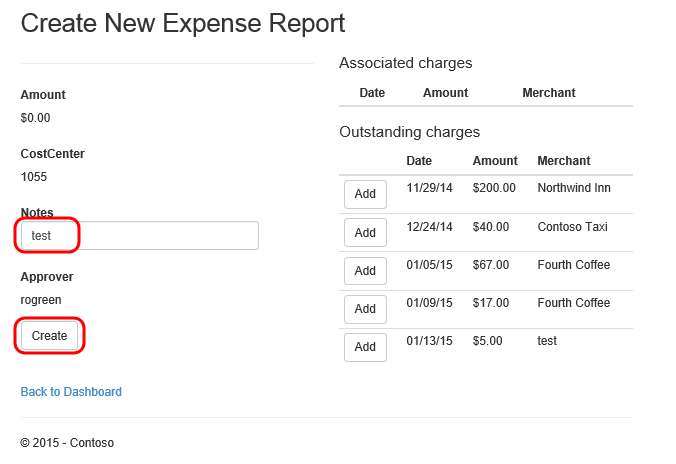 Create New Expense Report
Amount
$0.00
CostCenter
1055
Notes
test
Approver
rogreen
Create
Back to Dashboard
Associated charges
Date Amount Merchant
Outstanding charges
Date Amount Merchant
Add 11/29/14 $200.00 Northwind Inn
Add 12/24/14 $40.00 Contoso Taxi
Add 01/05/15 $67.00 Fourth Coffee
Add 01/09/15 $17.00 Fourth Coffee
Add 01/13/15 $5.00 test
© 2015 - Contoso